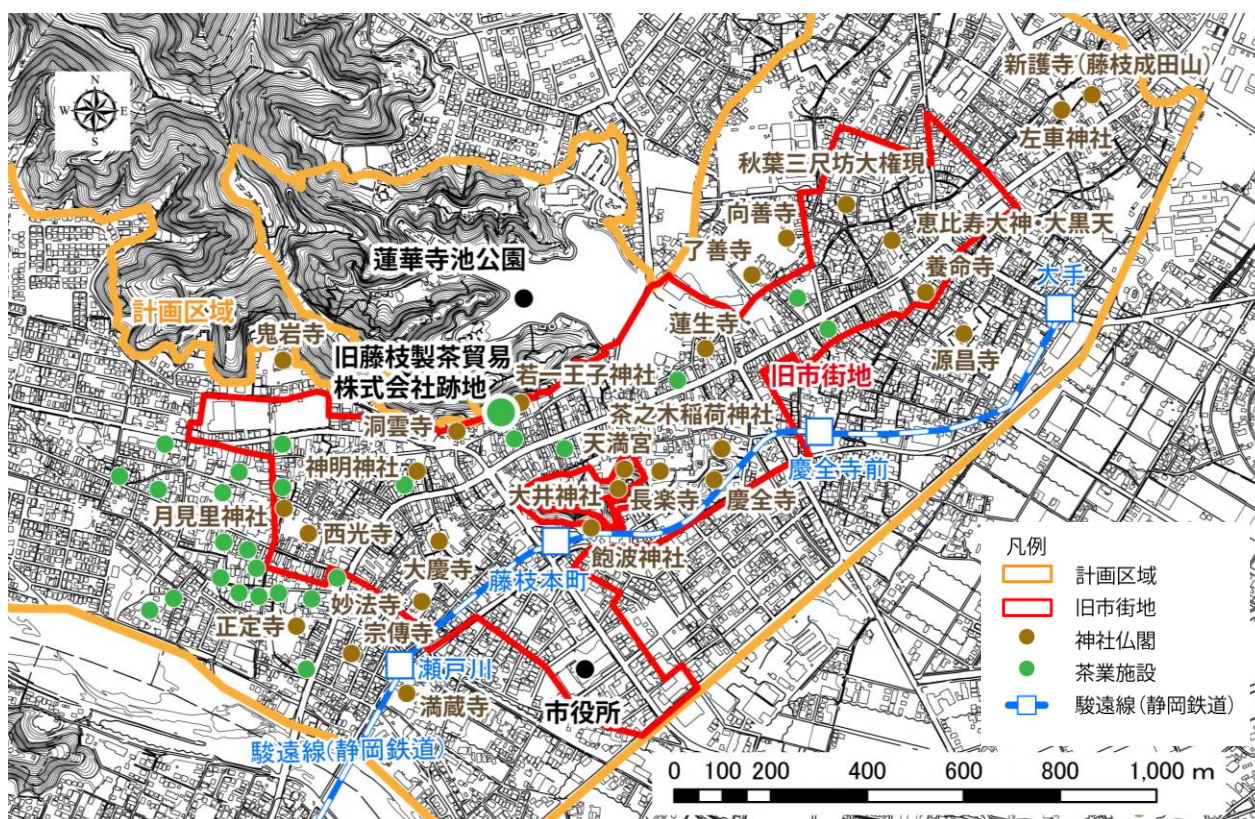 新護寺(藤枝成田山)
左車神社
秋葉三尺坊大権現
向善寺
恵比寿大神・大黒天
了善寺
養命寺
大手
蓮華寺池公園
計画区域
鬼岩寺
旧藤枝製茶貿易
株式会社跡地
若一王子神社
蓮生寺
旧市街地
源昌寺
洞雲寺
茶之木稲荷神社
天満宮
慶全寺前
神明神社
大井神社
長楽寺
慶全寺
月見里神社
西光寺
飽波神社
大慶寺
藤枝本町
妙法寺
正定寺
宗傳寺
瀬戸川
満蔵寺
市役所
駿遠線(静岡鉄道)
N
W
E
S
凡例
計画区域
旧市街地
神社仏閣
茶業施設
駿遠線(静岡鉄道)
0 100 200 400 600 800 1,000 m